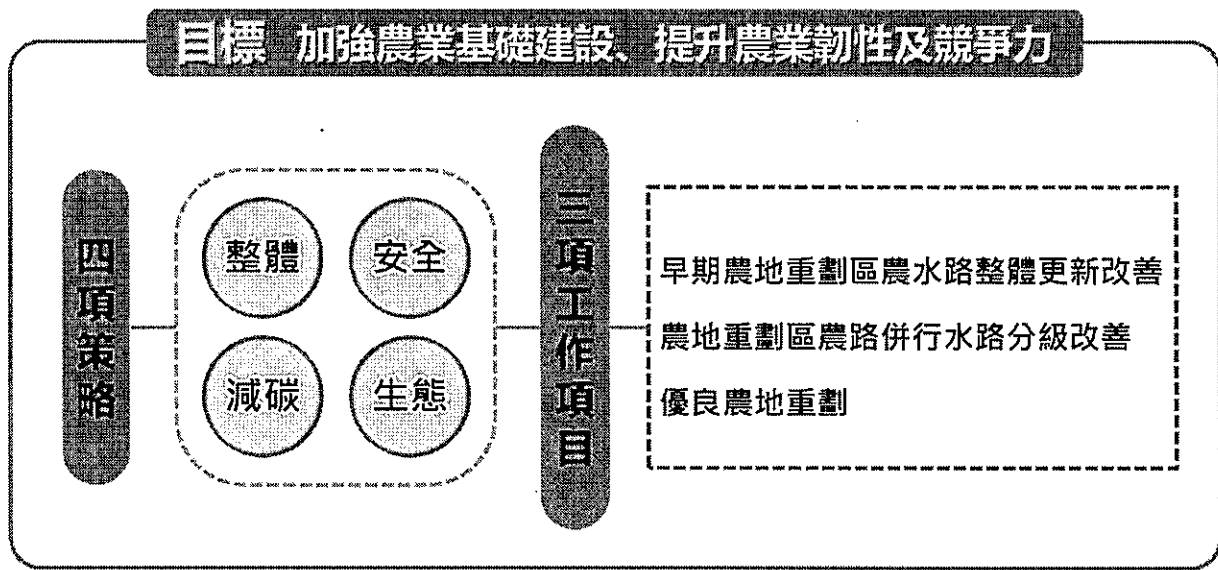 目標 加強農業基礎建設、提升農業韌性及競爭力
四項策略
整體
安全
減碳
生態
三項工作項目
早期農地重劃區農水路整體更新改善
農地重劃區農路併行水路分級改善
優良農地重劃